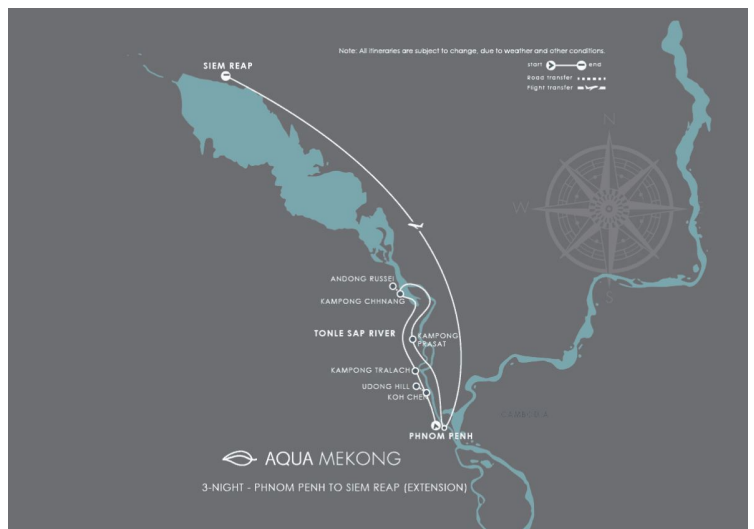 Note: All itineraries are subject to change, due to weather and other conditions.
SIEM REAP
start
end
Road transfer
Flight transfer
N
W
S
ANDONG RUSSEI
KAMPONG CHHNANG
TONLE SAP RIVER
KAMPONG
PRASAT
KAMPONG TRALACH
UDONG HILL
KOH CHEN
CAMBODIA
PHNOM PENH
AQUA MEKONG
3-NIGHT - PHNOM PENH TO SIEM REAP (EXTENSION)